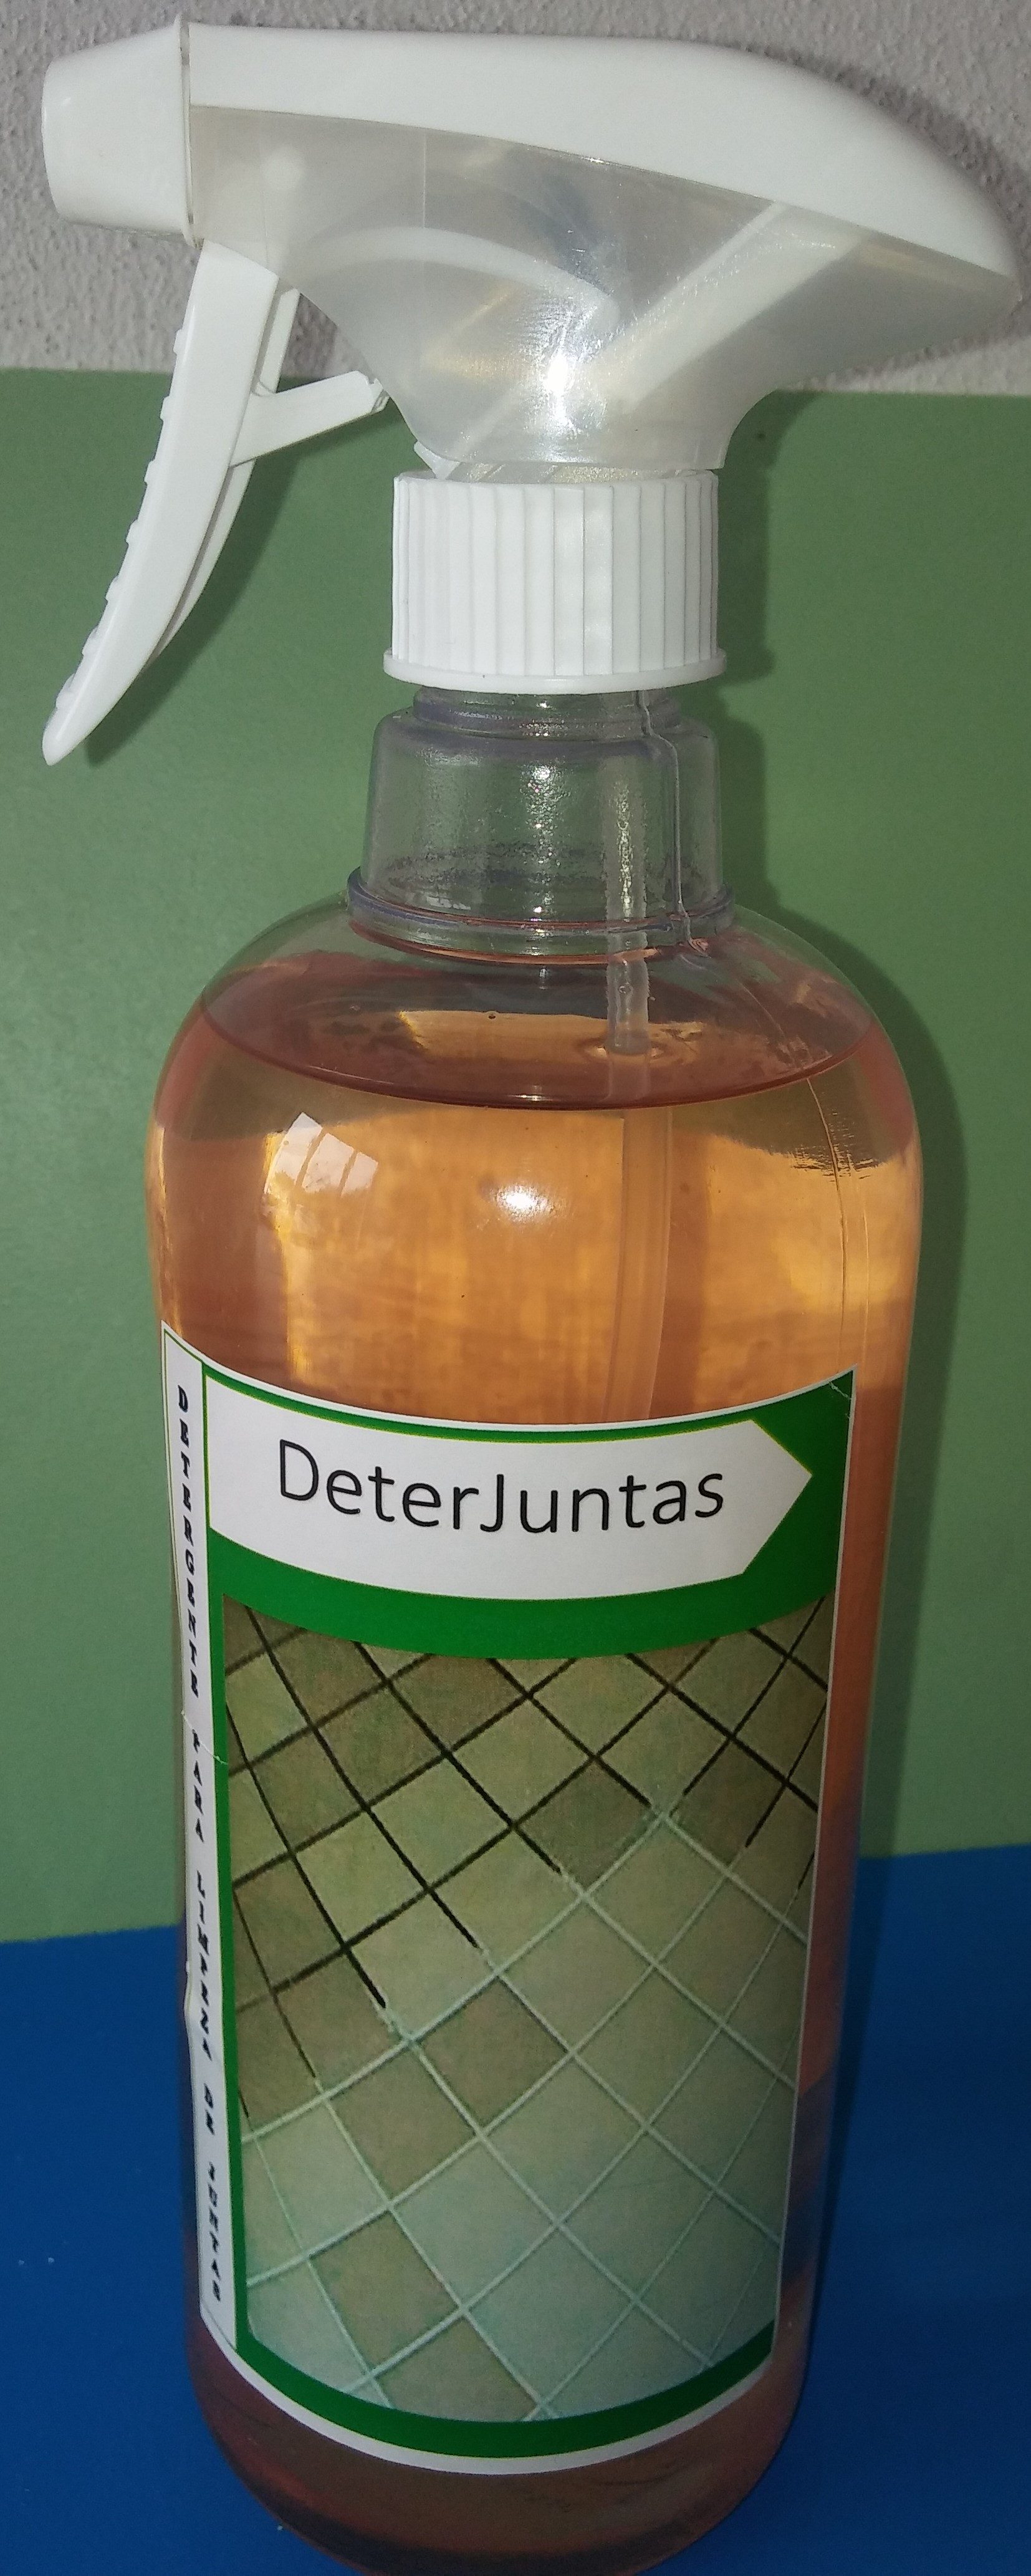 DeterJuntas
DETERGENTE PARA LIMPEZA DE JUNTAS